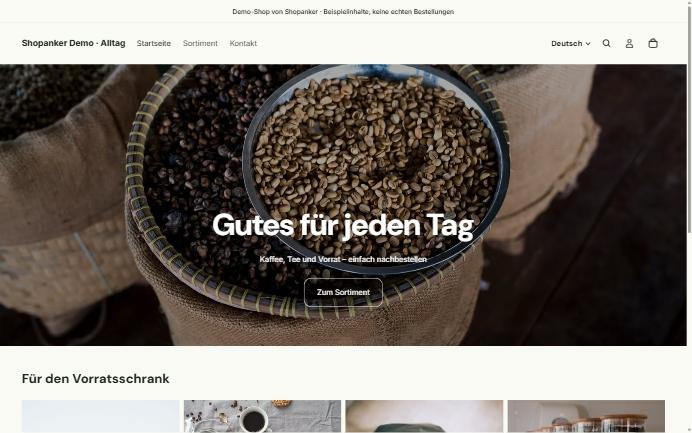 Demo-Shop von Shopanker · Beispielinhalte, keine echten Bestellungen
Shopanker Demo · Alltag Startseite Sortiment Kontakt Deutsch
Gutes für jeden Tag
Kaffee, Tee und Vorrat – einfach nachbestellen
Zum Sortiment
Für den Vorratsschrank